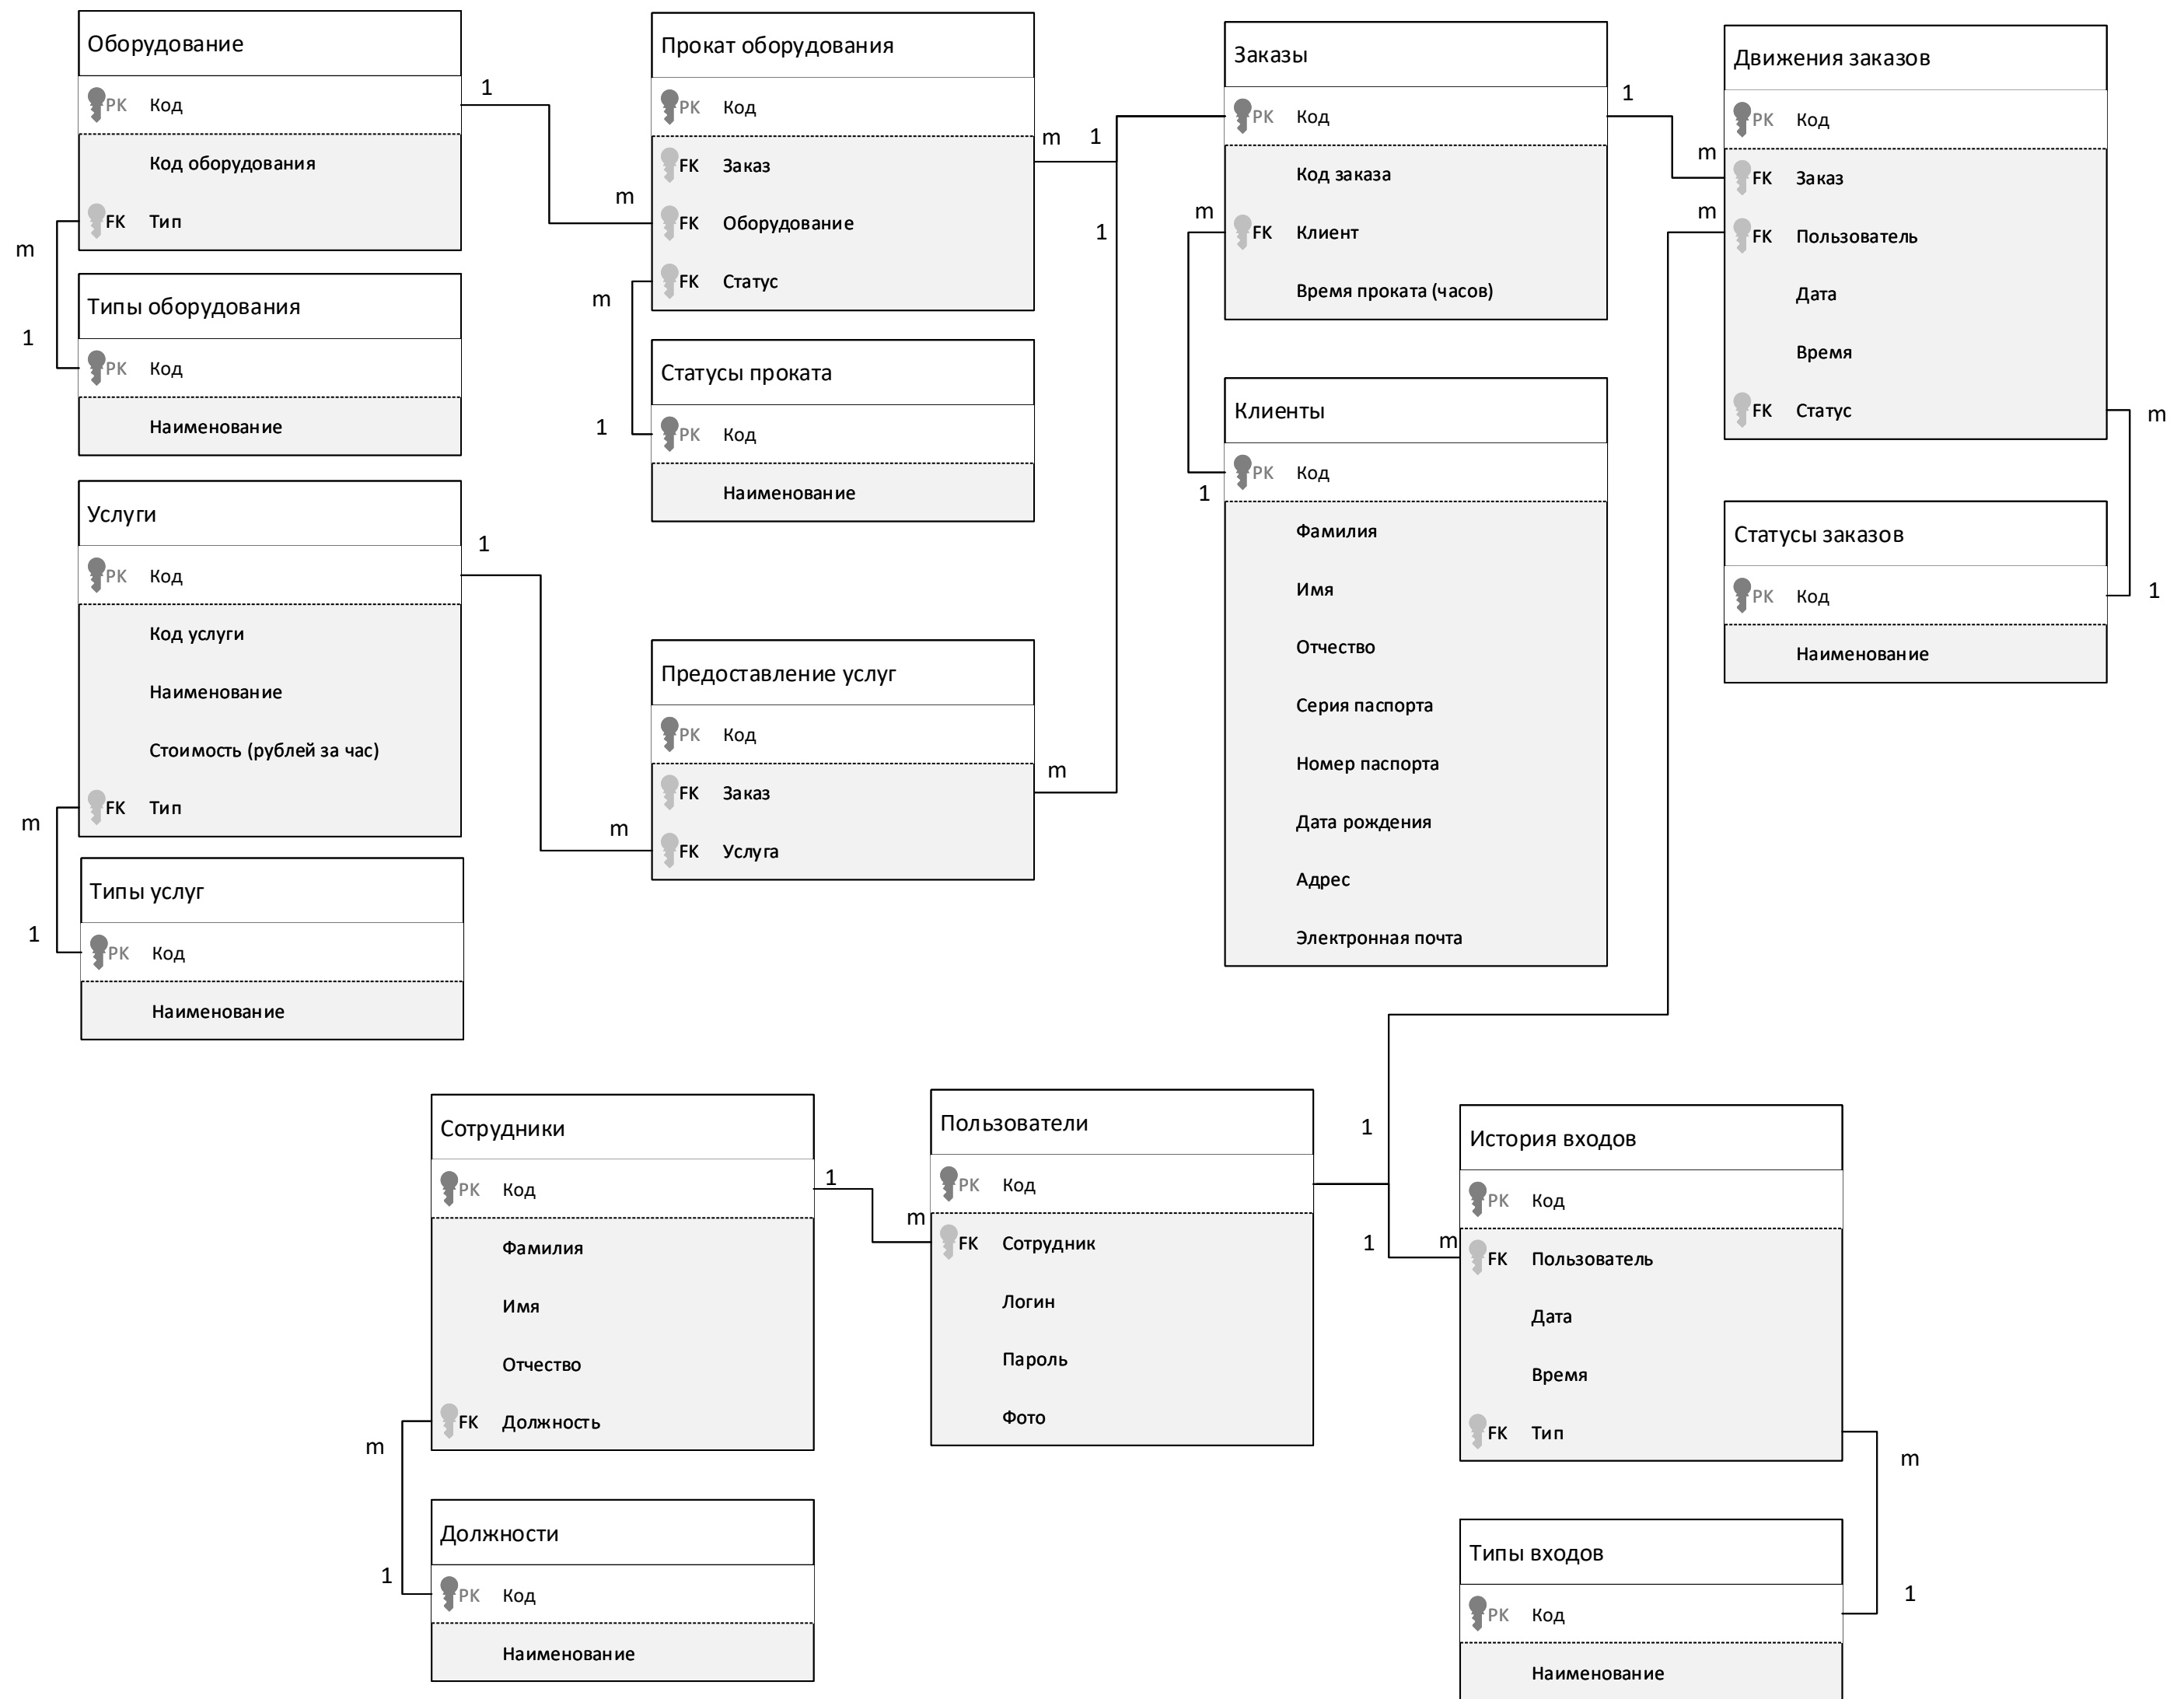 Оборудование
PK Код
Код оборудования
FK Тип
1
m
m
1
Типы оборудования
PK Код
Наименование
Услуги
PK Код
Код услуги
Наименование
Стоимость (рублей за час)
FK Тип
1
m
m
1
Типы услуг
PK Код
Наименование
Прокат оборудования
PK Код
FK Заказ
FK Оборудование
FK Статус
m
1
1
m
1
Статусы проката
PK Код
Наименование
Предоставление услуг
PK Код
FK Заказ
FK Услуга
m
Заказы
PK Код
Код заказа
FK Клиент
Время проката (часов)
1
m
m
m
1
Клиенты
PK Код
Фамилия
Имя
Отчество
Серия паспорта
Номер паспорта
Дата рождения
Адрес
Электронная почта
Движения заказов
PK Код
FK Заказ
FK Пользователь
Дата
Время
FK Статус
m
1
Статусы заказов
PK Код
Наименование
Сотрудники
PK Код
Фамилия
Имя
Отчество
FK Должность
1
m
m
1
Должности
PK Код
Наименование
Пользователи
PK Код
FK Сотрудник
Логин
Пароль
Фото
1
1
m
История входов
PK Код
FK Пользователь
Дата
Время
FK Тип
m
1
Типы входов
PK Код
Наименование